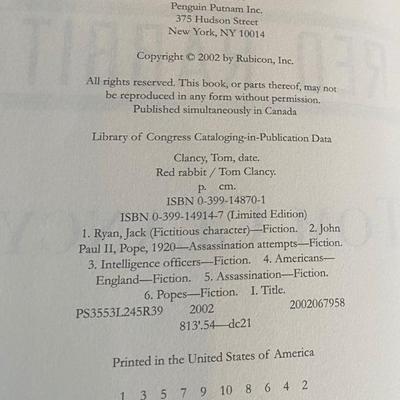 Penguin Putnam Inc.
375 Hudson Street
New York, NY 10014
Copyright © 2002 by Rubicon, Inc.
All rights reserved. This book, or parts thereof, may not
be reproduced in any form without permission.
Published simultaneously in Canada
Library of Congress Cataloging-in-Publication Data
Clancy, Tom, date.
Red rabbit / Tom Clancy.
p. cm.
ISBN 0-399-14870-1
ISBN 0-399-14914-7 (Limited Edition)
1. Ryan, Jack (Fictitious character)—Fiction. 2. John
Paul II, Pope, 1920—Assassination attempts—Fiction.
3. Intelligence officers—Fiction. 4. Americans—
England—Fiction. 5. Assassination—Fiction.
6. Popes—Fiction. I. Title.
PS3553.L245R39 2002 2002067958
813'.54—dc21
Printed in the United States of America
1 3 5 7 9 10 8 6 4 2